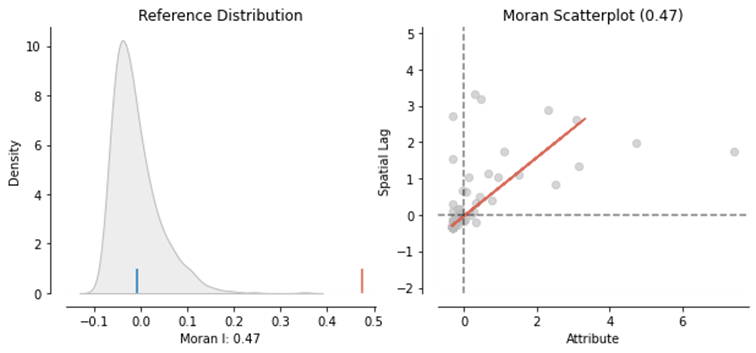 Reference Distribution
10
8
6
4
2
0
Density
−0.1 0.0 0.1 0.2 0.3 0.4 0.5
Moran I: 0.47
Moran Scatterplot (0.47)
5
4
3
2
1
0
−1
−2
Spatial Lag
0 2 4 6
Attribute